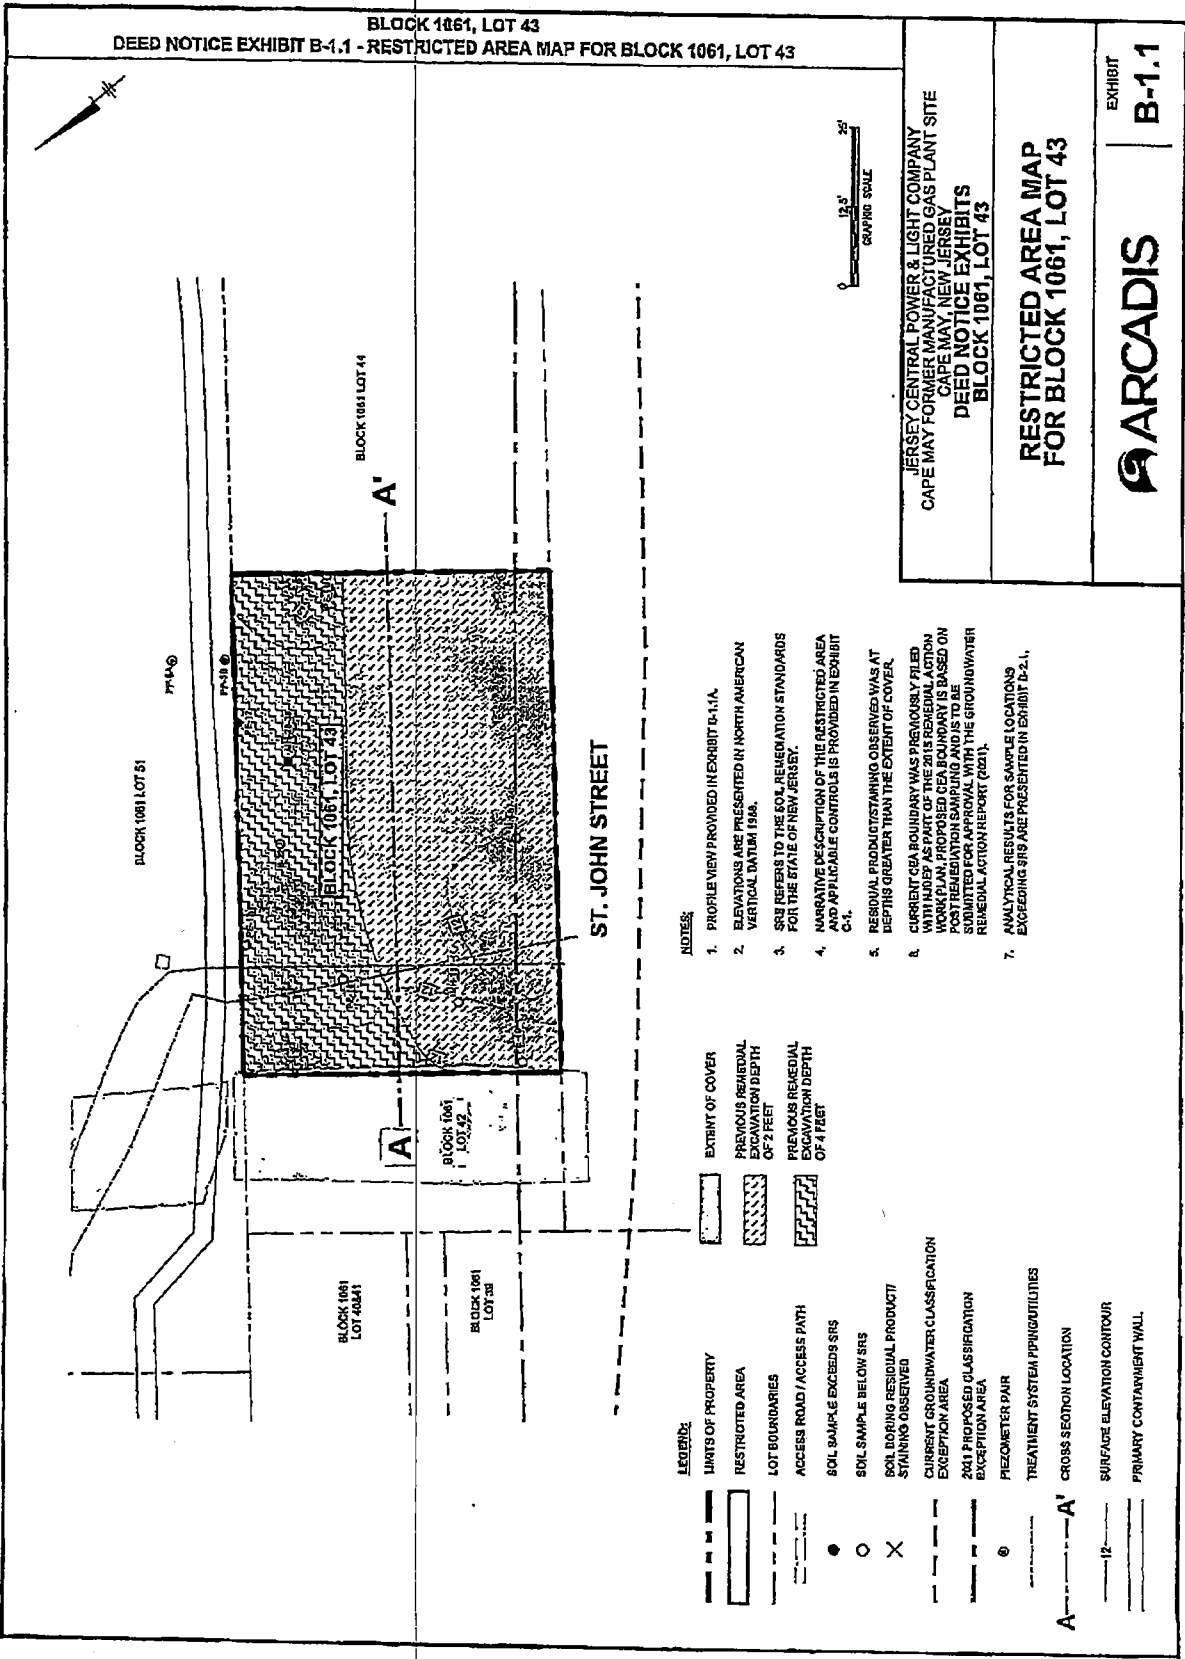 BLOCK 1061, LOT 43
DEED NOTICE EXHIBIT B-1.1 - RESTRICTED AREA MAP FOR BLOCK 1061, LOT 43
BLOCK 1061 LOT 51
BLOCK 1061 LOT 44
BLOCK 1061, LOT 43
A
A'
BLOCK 1061
LOT 42
BLOCK 1061
LOT 40&41
BLOCK 1061
LOT 39
ST. JOHN STREET
0
12.5'
25'
GRAPHIC SCALE
LEGEND:
LIMITS OF PROPERTY
RESTRICTED AREA
LOT BOUNDARIES
ACCESS ROAD / ACCESS PATH
SOIL SAMPLE EXCEEDS SRS
SOIL SAMPLE BELOW SRS
SOIL BORING RESIDUAL PRODUCT/
STAINING OBSERVED
CURRENT GROUNDWATER CLASSIFICATION
EXCEPTION AREA
2021 PROPOSED CLASSIFICATION
EXCEPTION AREA
PIEZOMETER PAIR
TREATMENT SYSTEM PIPING/UTILITIES
A A' CROSS SECTION LOCATION
12 SURFACE ELEVATION CONTOUR
PRIMARY CONTAINMENT WALL
EXTENT OF COVER
PREVIOUS REMEDIAL
EXCAVATION DEPTH
OF 2 FEET
PREVIOUS REMEDIAL
EXCAVATION DEPTH
OF 4 FEET
NOTES:
1. PROFILE VIEW PROVIDED IN EXHIBIT B-1.1A.
2. ELEVATIONS ARE PRESENTED IN NORTH AMERICAN
VERTICAL DATUM 1988.
3. SRS REFERS TO THE SOIL REMEDIATION STANDARDS
FOR THE STATE OF NEW JERSEY.
4. NARRATIVE DESCRIPTION OF THE RESTRICTED AREA
AND APPLICABLE CONTROLS IS PROVIDED IN EXHIBIT
C-1.
5. RESIDUAL PRODUCT/STAINING OBSERVED WAS AT
DEPTHS GREATER THAN THE EXTENT OF COVER.
6. CURRENT CEA BOUNDARY WAS PREVIOUSLY FILED
WITH NJDEP AS PART OF THE 2015 REMEDIAL ACTION
WORK PLAN. PROPOSED CEA BOUNDARY IS BASED ON
POST REMEDIATION SAMPLING AND IS TO BE
SUBMITTED FOR APPROVAL WITH THE GROUNDWATER
REMEDIAL ACTION REPORT (2021).
7. ANALYTICAL RESULTS FOR SAMPLE LOCATIONS
EXCEEDING SRS ARE PRESENTED IN EXHIBIT B-2.1.
JERSEY CENTRAL POWER & LIGHT COMPANY
CAPE MAY FORMER MANUFACTURED GAS PLANT SITE
CAPE MAY, NEW JERSEY
DEED NOTICE EXHIBITS
BLOCK 1061, LOT 43
RESTRICTED AREA MAP
FOR BLOCK 1061, LOT 43
ARCADIS
EXHIBIT
B-1.1